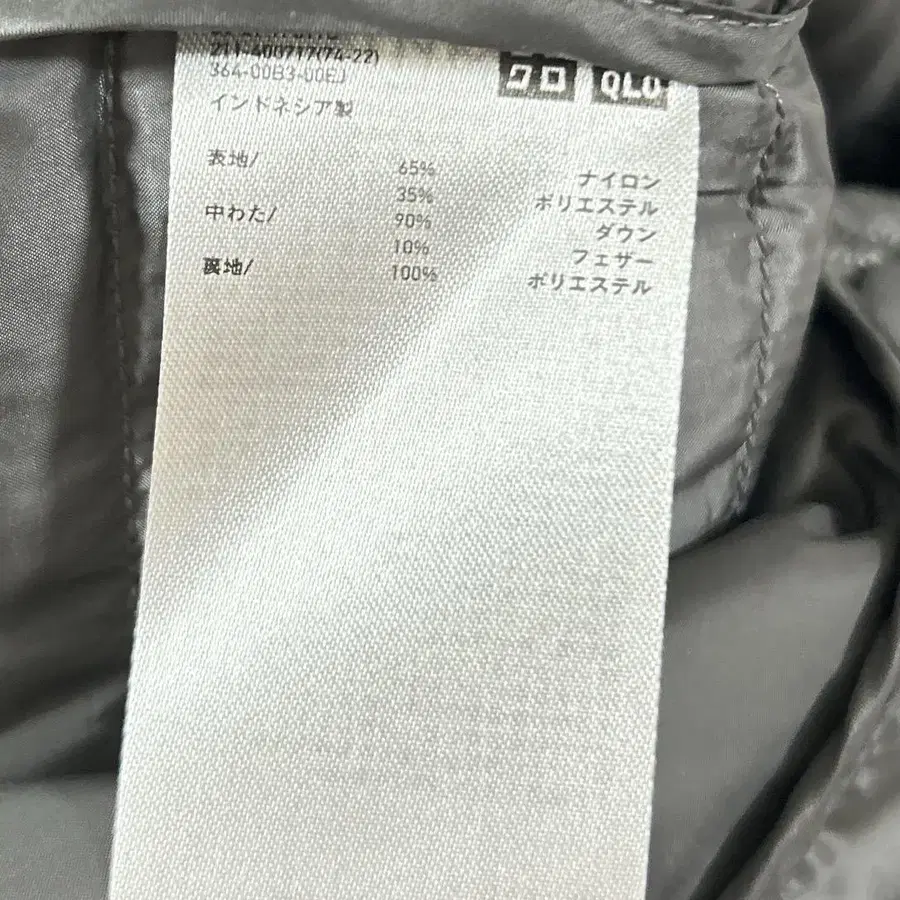 クロ QLO
211-400717(74-22)
364-00B3-00EJ
インドネシア製
表地/ 65% ナイロン
35% ポリエステル
中わた/ 90% ダウン
10% フェザー
裏地/ 100% ポリエステル